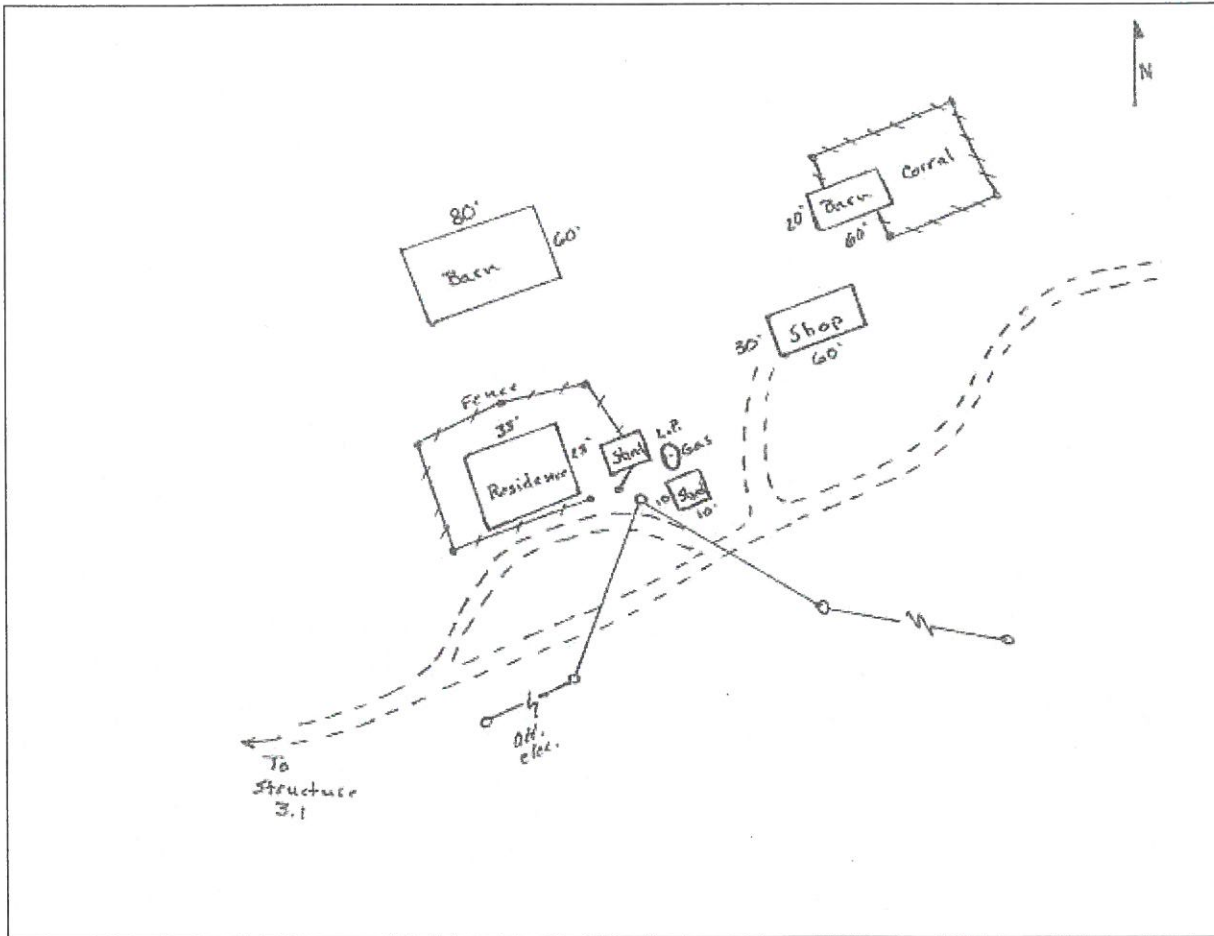 N
Corral
Barn
20'
60'
80'
60'
Barn
Shop
30'
60'
Fence
35'
25'
Residence
Shed
L.P.
Gas
Shed
10'
10'
OH.
elec.
To
Structure
3.1